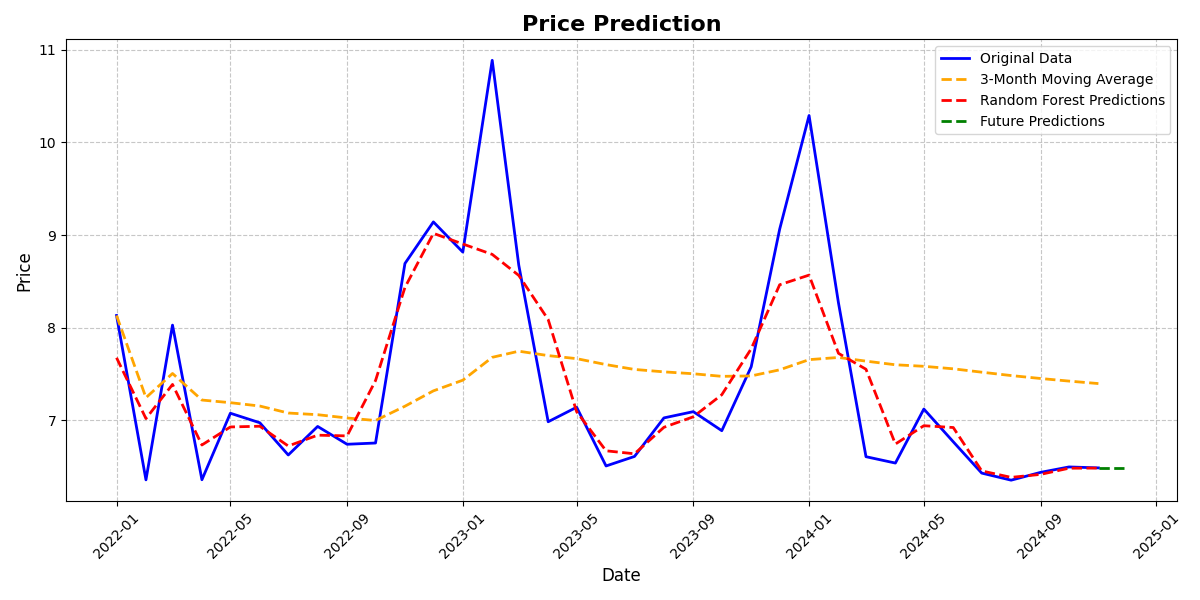 Price Prediction
Original Data
3-Month Moving Average
Random Forest Predictions
Future Predictions
Price
11
10
9
8
7
2022-01
2022-05
2022-09
2023-01
2023-05
2023-09
2024-01
2024-05
2024-09
2025-01
Date